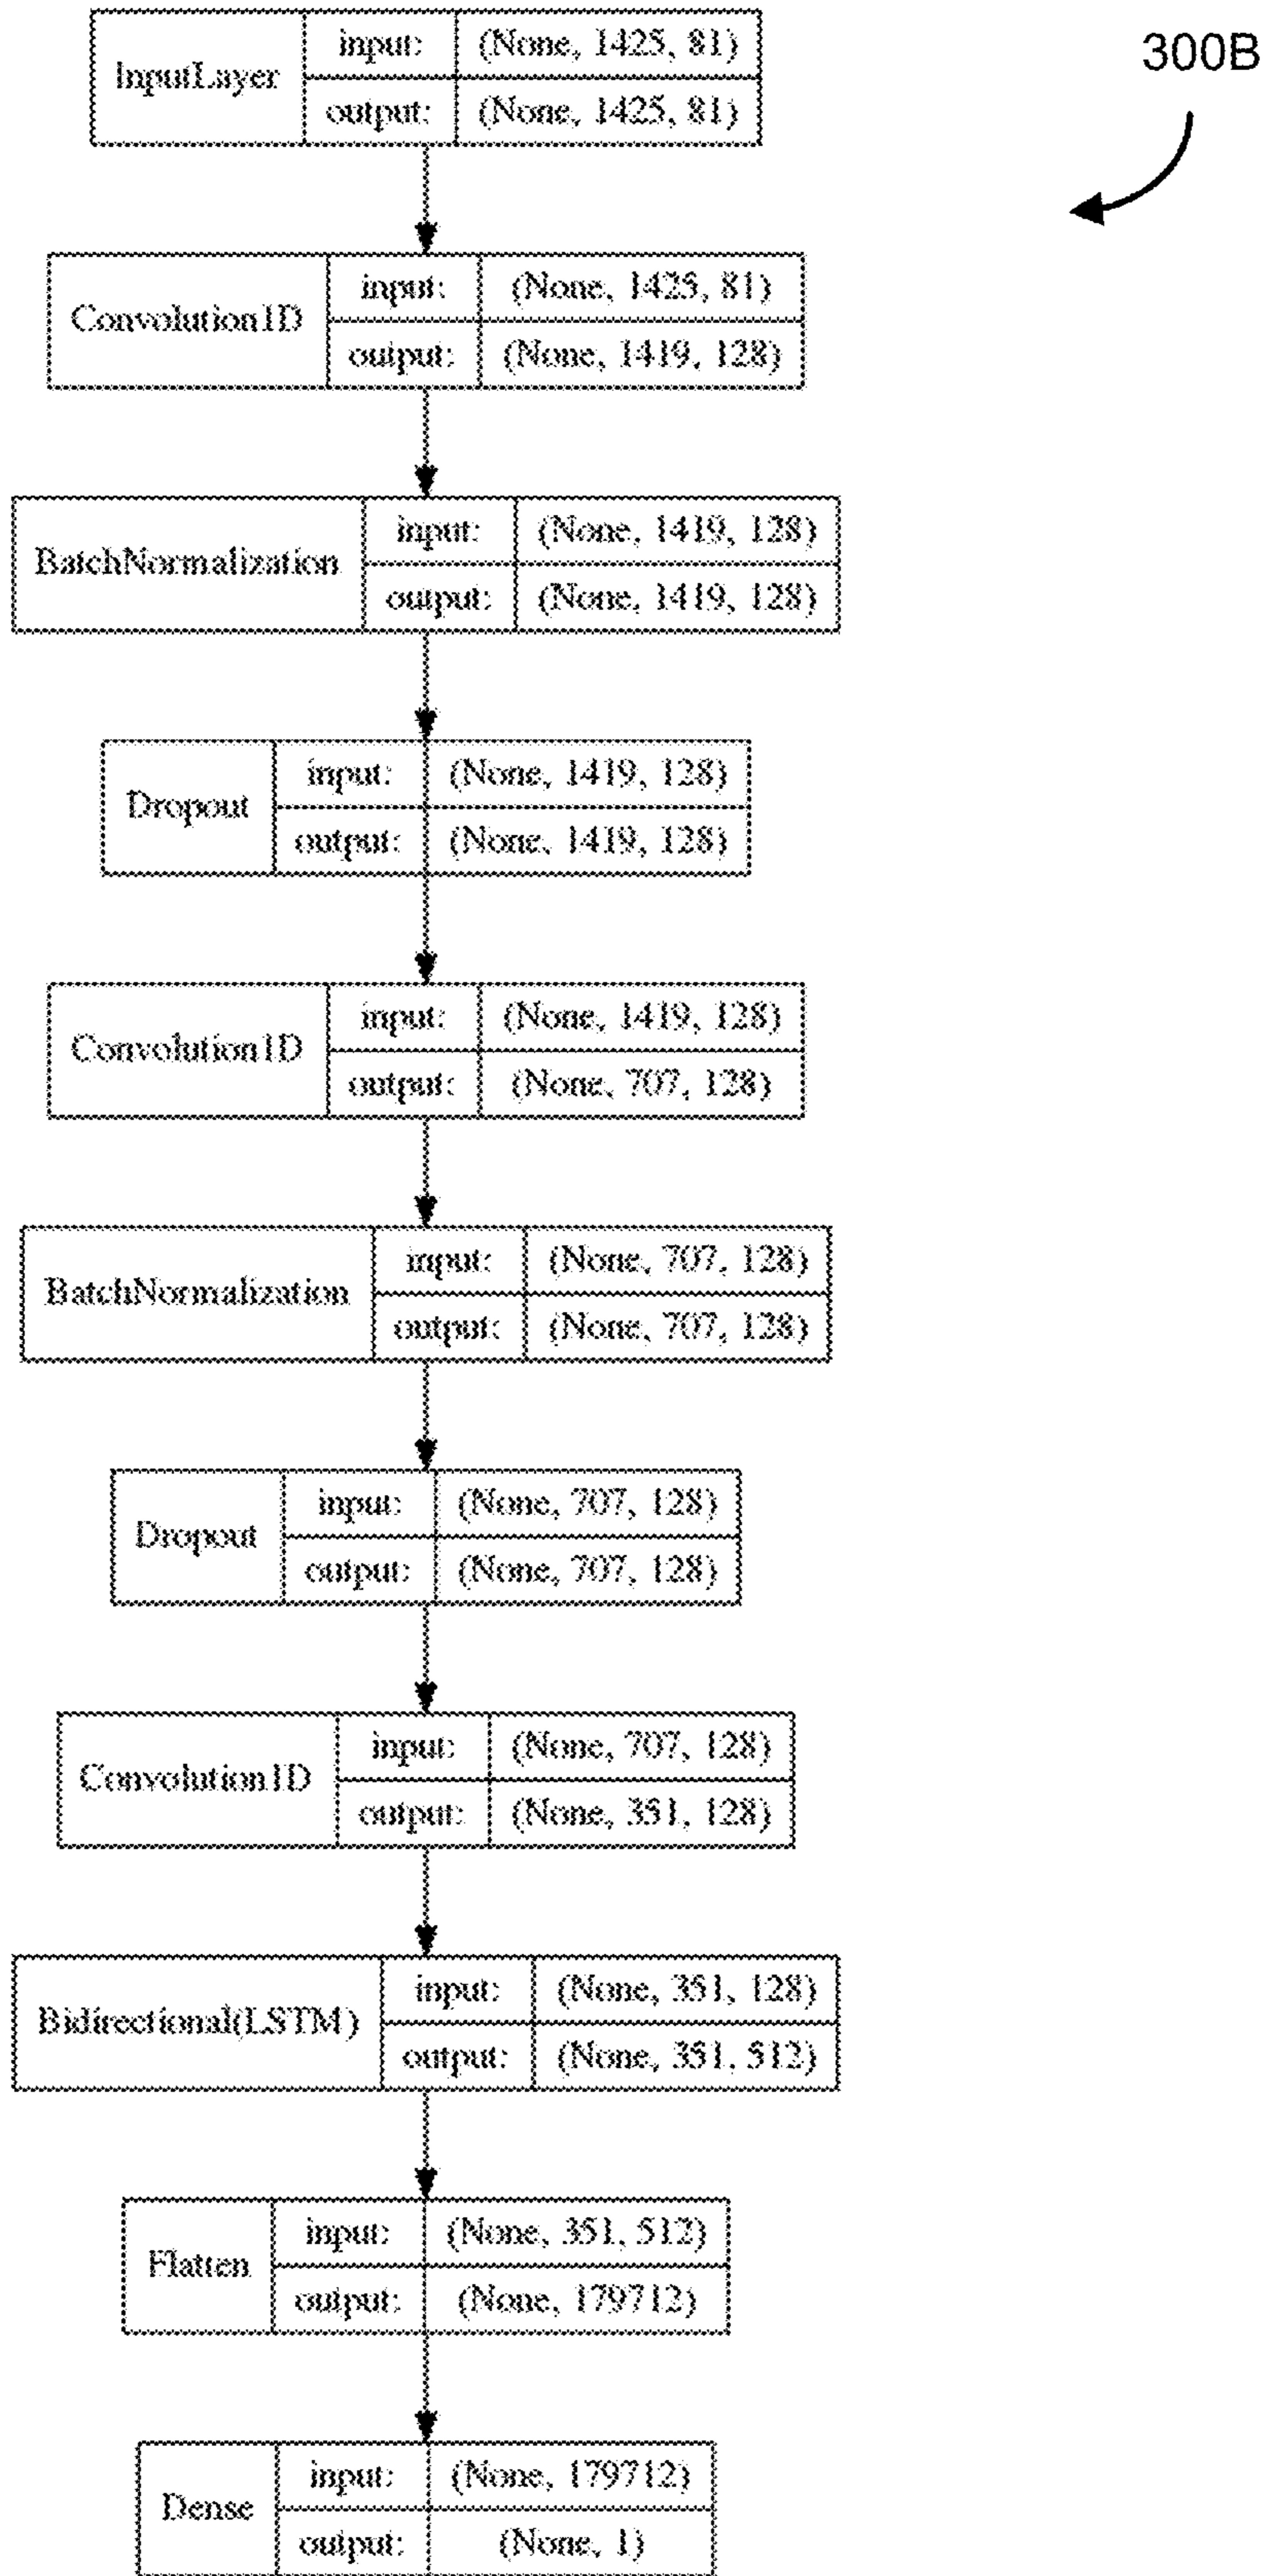 300B
InputLayer
input: (None, 1425, 81)
output: (None, 1425, 81)
Convolution1D
input: (None, 1425, 81)
output: (None, 1419, 128)
BatchNormalization
input: (None, 1419, 128)
output: (None, 1419, 128)
Dropout
input: (None, 1419, 128)
output: (None, 1419, 128)
Convolution1D
input: (None, 1419, 128)
output: (None, 707, 128)
BatchNormalization
input: (None, 707, 128)
output: (None, 707, 128)
Dropout
input: (None, 707, 128)
output: (None, 707, 128)
Convolution1D
input: (None, 707, 128)
output: (None, 351, 128)
Bidirectional(LSTM)
input: (None, 351, 128)
output: (None, 351, 512)
Flatten
input: (None, 351, 512)
output: (None, 179712)
Dense
input: (None, 179712)
output: (None, 1)